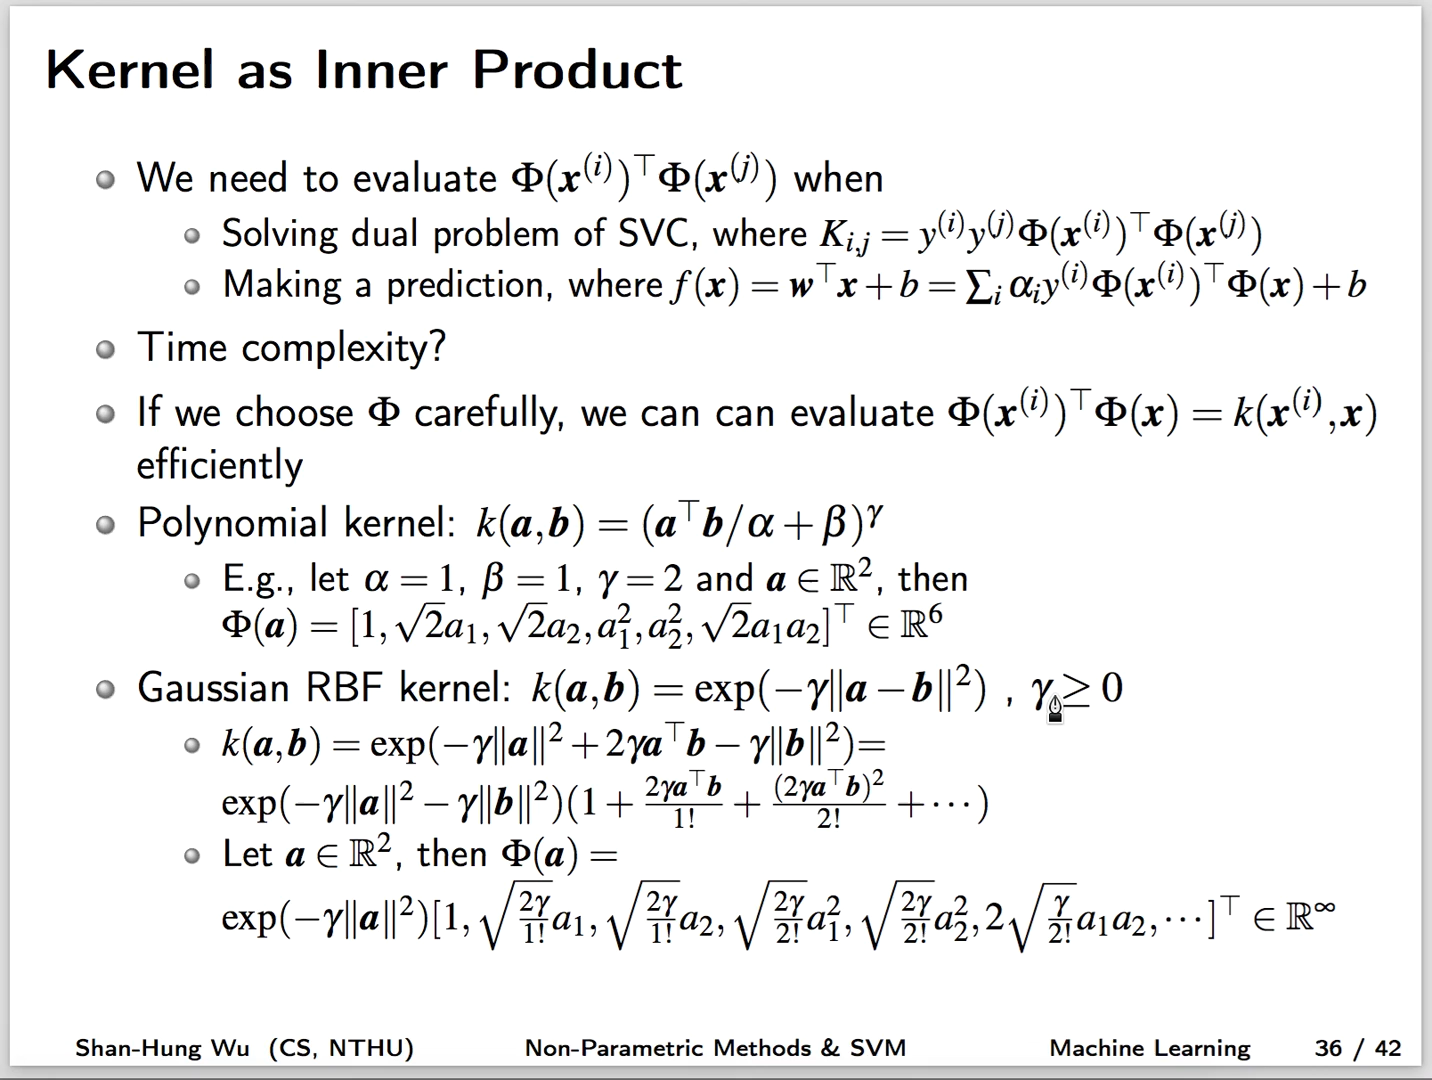 Kernel as Inner Product
We need to evaluate Φ(x⁽ⁱ⁾)⊤Φ(x⁽ʲ⁾) when
Solving dual problem of SVC, where K_{i,j} = y⁽ⁱ⁾y⁽ʲ⁾Φ(x⁽ⁱ⁾)⊤Φ(x⁽ʲ⁾)
Making a prediction, where f(x) = w⊤x + b = ∑ᵢ αᵢy⁽ⁱ⁾Φ(x⁽ⁱ⁾)⊤Φ(x) + b
Time complexity?
If we choose Φ carefully, we can can evaluate Φ(x⁽ⁱ⁾)⊤Φ(x) = k(x⁽ⁱ⁾,x)
efficiently
Polynomial kernel: k(a,b) = (a⊤b/α + β)^γ
E.g., let α = 1, β = 1, γ = 2 and a ∈ ℝ², then
Φ(a) = [1, √2a₁, √2a₂, a₁², a₂², √2a₁a₂]⊤ ∈ ℝ⁶
Gaussian RBF kernel: k(a,b) = exp(−γ‖a − b‖²) , γ ≥ 0
k(a,b) = exp(−γ‖a‖² + 2γa⊤b − γ‖b‖²)=
exp(−γ‖a‖² − γ‖b‖²)(1 + 2γa⊤b/1! + (2γa⊤b)²/2! + ⋯)
Let a ∈ ℝ², then Φ(a) =
exp(−γ‖a‖²)[1, √(2γ/1!)a₁, √(2γ/1!)a₂, √(2γ/2!)a₁², √(2γ/2!)a₂², 2√(γ/2!)a₁a₂, ⋯]⊤ ∈ ℝ^∞
Shan-Hung Wu (CS, NTHU) Non-Parametric Methods & SVM Machine Learning 36 / 42